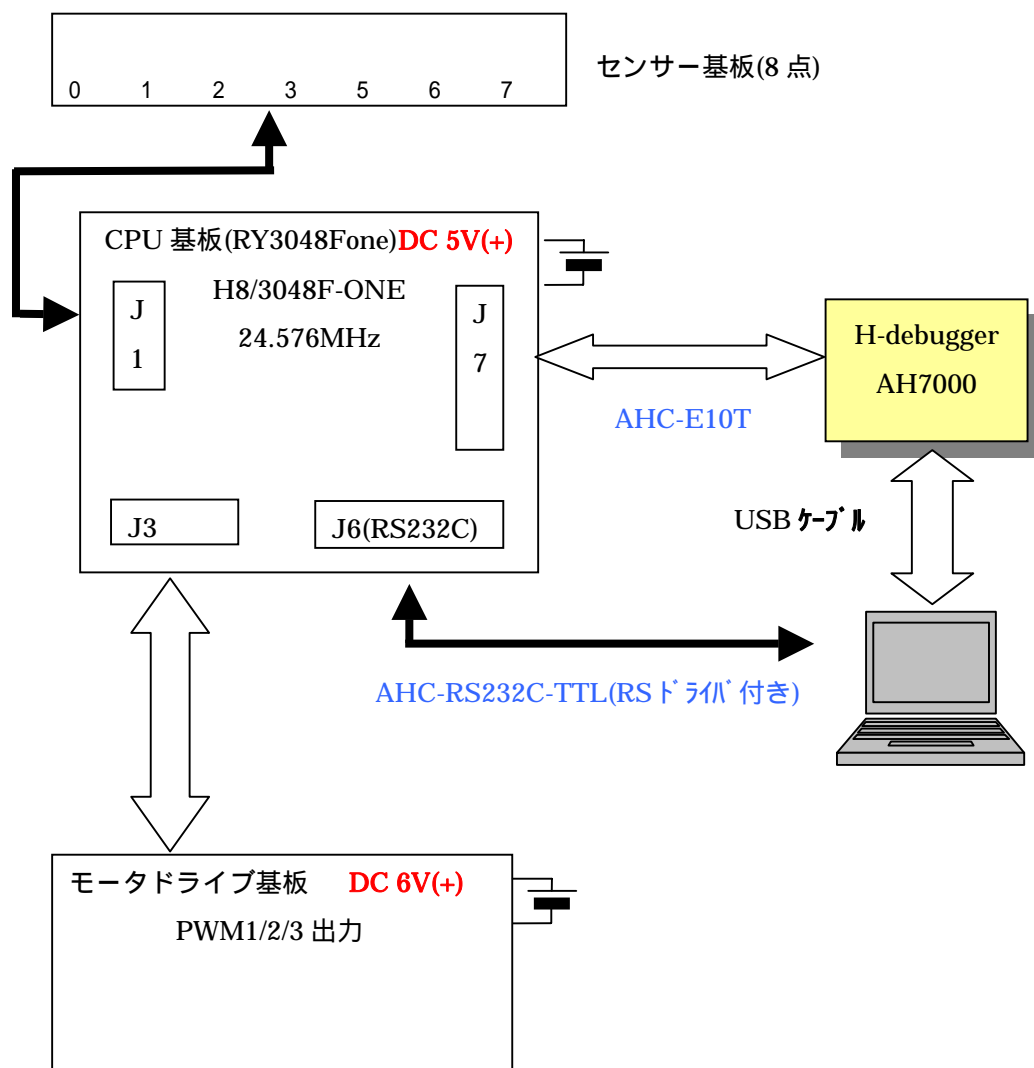 センサー基板(8 点)
0 1 2 3 5 6 7
CPU 基板(RY3048Fone)DC 5V(+)
H8/3048F-ONE
24.576MHz
J
1
J
7
H-debugger
AH7000
AHC-E10T
J3
J6(RS232C)
USB ケーブル
AHC-RS232C-TTL(RSドライバ付き)
モータドライブ基板 DC 6V(+)
PWM1/2/3 出力